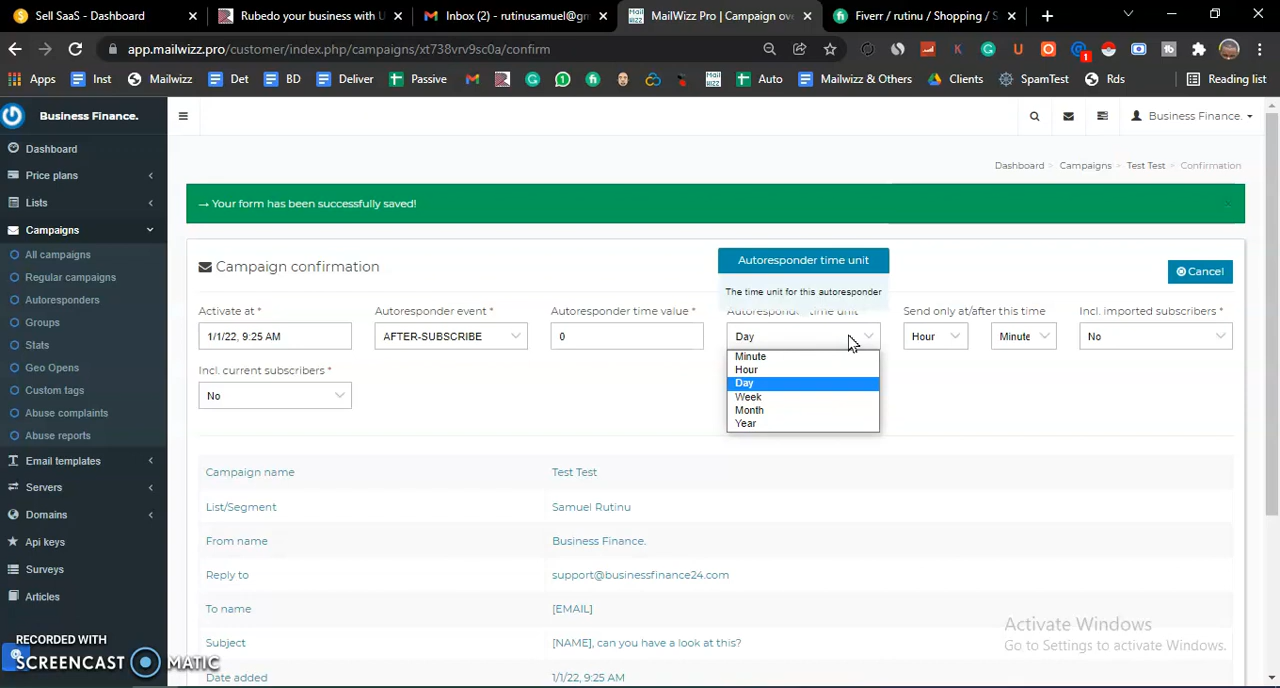 Sell SaaS - Dashboard
Rubedo your business with U
Inbox (2) - rutinusamuel@gm
MailWizz Pro | Campaign ove
Fiverr / rutinu / Shopping / S
app.mailwizz.pro/customer/index.php/campaigns/xt738vrv9sc0a/confirm
Apps
Inst
Mailwizz
Det
BD
Deliver
Passive
Auto
Mailwizz & Others
Clients
SpamTest
Rds
Reading list
Business Finance.
Business Finance.
Dashboard
Price plans
Lists
Campaigns
All campaigns
Regular campaigns
Autoresponders
Groups
Stats
Geo Opens
Custom tags
Abuse complaints
Abuse reports
Email templates
Servers
Domains
Api keys
Surveys
Articles
Dashboard
Campaigns
Test Test
Confirmation
→ Your form has been successfully saved!
Campaign confirmation
Autoresponder time unit
The time unit for this autoresponder
Cancel
Activate at *
Autoresponder event *
Autoresponder time value *
Autoresponder time unit
Send only at/after this time
Incl. imported subscribers *
1/1/22, 9:25 AM
AFTER-SUBSCRIBE
0
Day
Hour
Minute
No
Minute
Hour
Day
Week
Month
Year
Incl. current subscribers *
No
Campaign name
Test Test
List/Segment
Samuel Rutinu
From name
Business Finance.
Reply to
support@businessfinance24.com
To name
[EMAIL]
Subject
[NAME], can you have a look at this?
Date added
1/1/22, 9:25 AM
Activate Windows
Go to Settings to activate Windows.
RECORDED WITH
SCREENCAST MATIC